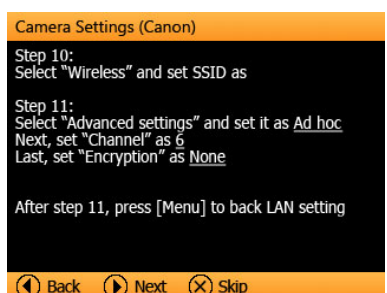 Camera Settings (Canon)
Step 10:
Select "Wireless" and set SSID as
Step 11:
Select "Advanced settings" and set it as Ad hoc
Next, set "Channel" as 6
Last, set "Encryption" as None
After step 11, press [Menu] to back LAN setting
Back Next Skip